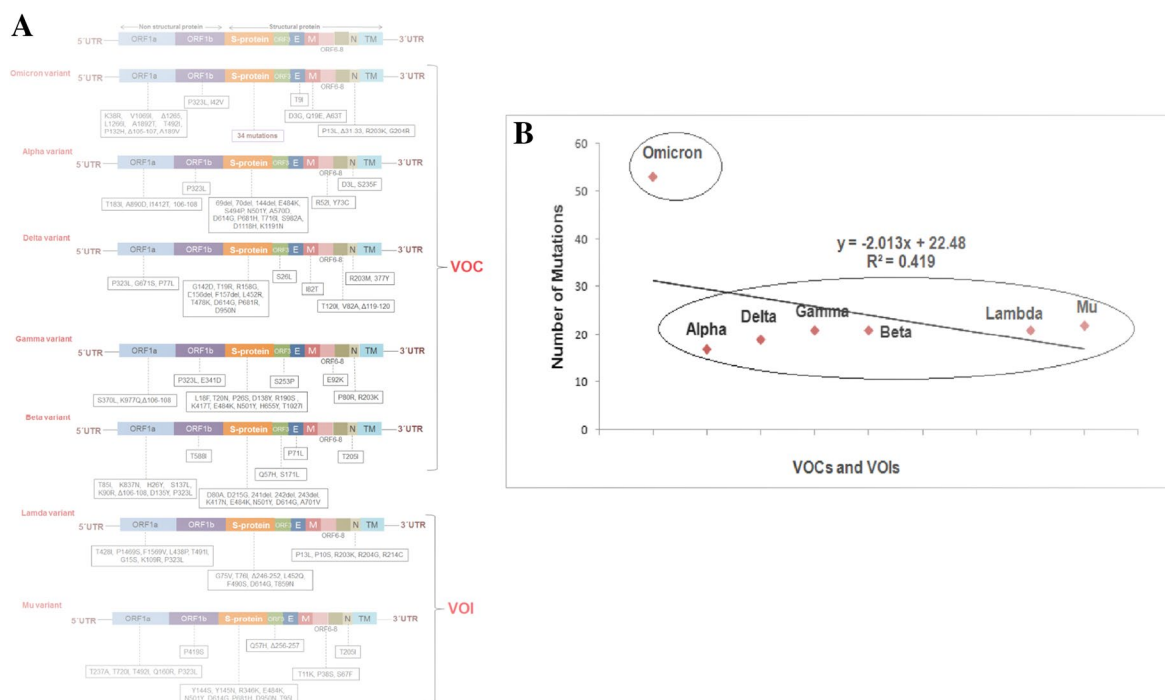 A
Non structural protein
Structural protein
5´UTR ORF1a ORF1b S-protein ORF3 E M ORF6-8 N TM 3´UTR
Omicron variant
5´UTR ORF1a ORF1b S-protein ORF3 E M ORF6-8 N TM 3´UTR
P323L, I42V
T9I
K38R, V1069I, Δ1265,
L1266I, A1892T, T492I,
P132H, Δ106-107, A189V
34 mutations
D3G, Q19E, A63T
P13L, Δ31-33, R203K, G204R
Alpha variant
5´UTR ORF1a ORF1b S-protein ORF3 E M ORF6-8 N TM 3´UTR
P323L
D3L, S235F
T183I, A890D, I1412T, 106-108
69del, 70del, 144del, E484K,
S494P, N501Y, A570D,
D614G, P681H, T716I, S982A,
D1118H, K1191N
R52I, Y73C
Delta variant
5´UTR ORF1a ORF1b S-protein ORF3 E M ORF6-8 N TM 3´UTR
S26L
R203M, 377Y
P323L, G671S, P77L
G142D, T19R, R158G,
E156del, F157del, L452R,
T478K, D614G, P681R,
D950N
I82T
T120I, V82A, Δ119-120
VOC
Gamma variant
5´UTR ORF1a ORF1b S-protein ORF3 E M ORF6-8 N TM 3´UTR
P323L, E341D
S253P
E92K
S370L, K977Q,Δ106-108
L18F, T20N, P26S, D138Y, R190S,
K417T, E484K, N501Y, H655Y, T1027I
P80R, R203K
Beta variant
5´UTR ORF1a ORF1b S-protein ORF3 E M ORF6-8 N TM 3´UTR
T588I
P71L
T205I
Q57H, S171L
T85I, K837N, H26Y, S137L,
K90R, Δ106-108, D135Y, P323L
D80A, D215G, 241del, 242del, 243del,
K417N, E484K, N501Y, D614G, A701V
Lamda variant
5´UTR ORF1a ORF1b S-protein ORF3 E M ORF6-8 N TM 3´UTR
T428I, P1469S, F1569V, L438P, T491I,
G15S, K109R, P323L
P13L, P10S, R203K, R204G, R214C
G75V, T76I, Δ246-252, L452Q,
F490S, D614G, T859N
VOI
Mu variant
5´UTR ORF1a ORF1b S-protein ORF3 E M ORF6-8 N TM 3´UTR
P419S
Q57H, Δ256-257
T205I
T237A, T720I, T492I, Q160R, P323L
T11K, P38S, S67F
Y144S, Y145N, R346K, E484K,
N501Y, D614G, P681H, D950N, T95I
B
Number of Mutations
60
50
40
30
20
10
0
Omicron
y = -2.013x + 22.48
R² = 0.419
Alpha
Delta
Gamma
Beta
Lambda
Mu
VOCs and VOIs